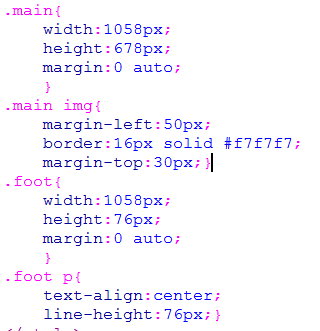 .main{
width:1058px;
height:678px;
margin:0 auto;
}
.main img{
margin-left:50px;
border:16px solid #f7f7f7;
margin-top:30px;}
.foot{
width:1058px;
height:76px;
margin:0 auto;
}
.foot p{
text-align:center;
line-height:76px;}